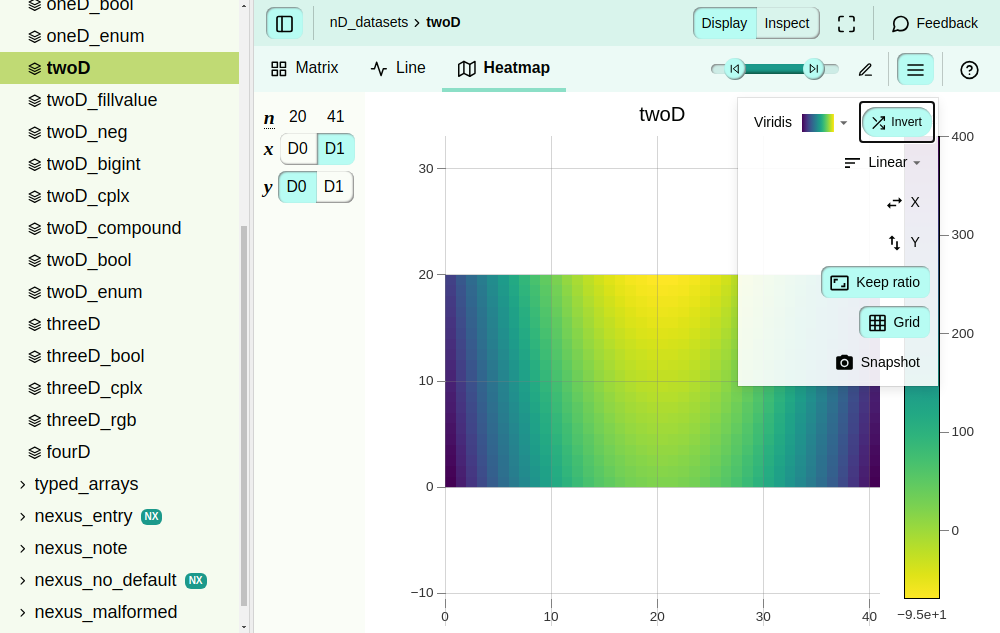 oneD_bool
oneD_enum
twoD
twoD_fillvalue
twoD_neg
twoD_bigint
twoD_cplx
twoD_compound
twoD_bool
twoD_enum
threeD
threeD_bool
threeD_cplx
threeD_rgb
fourD
typed_arrays
nexus_entry NX
nexus_note
nexus_no_default NX
nexus_malformed
nD_datasets › twoD
Display Inspect
Feedback
Matrix Line Heatmap
n 20 41
x D0 D1
y D0 D1
twoD
Viridis
Invert
Linear
X
Y
Keep ratio
Grid
Snapshot
30
20
10
0
−10
0 10 20 30 40
400
300
200
100
0
−9.5e+1